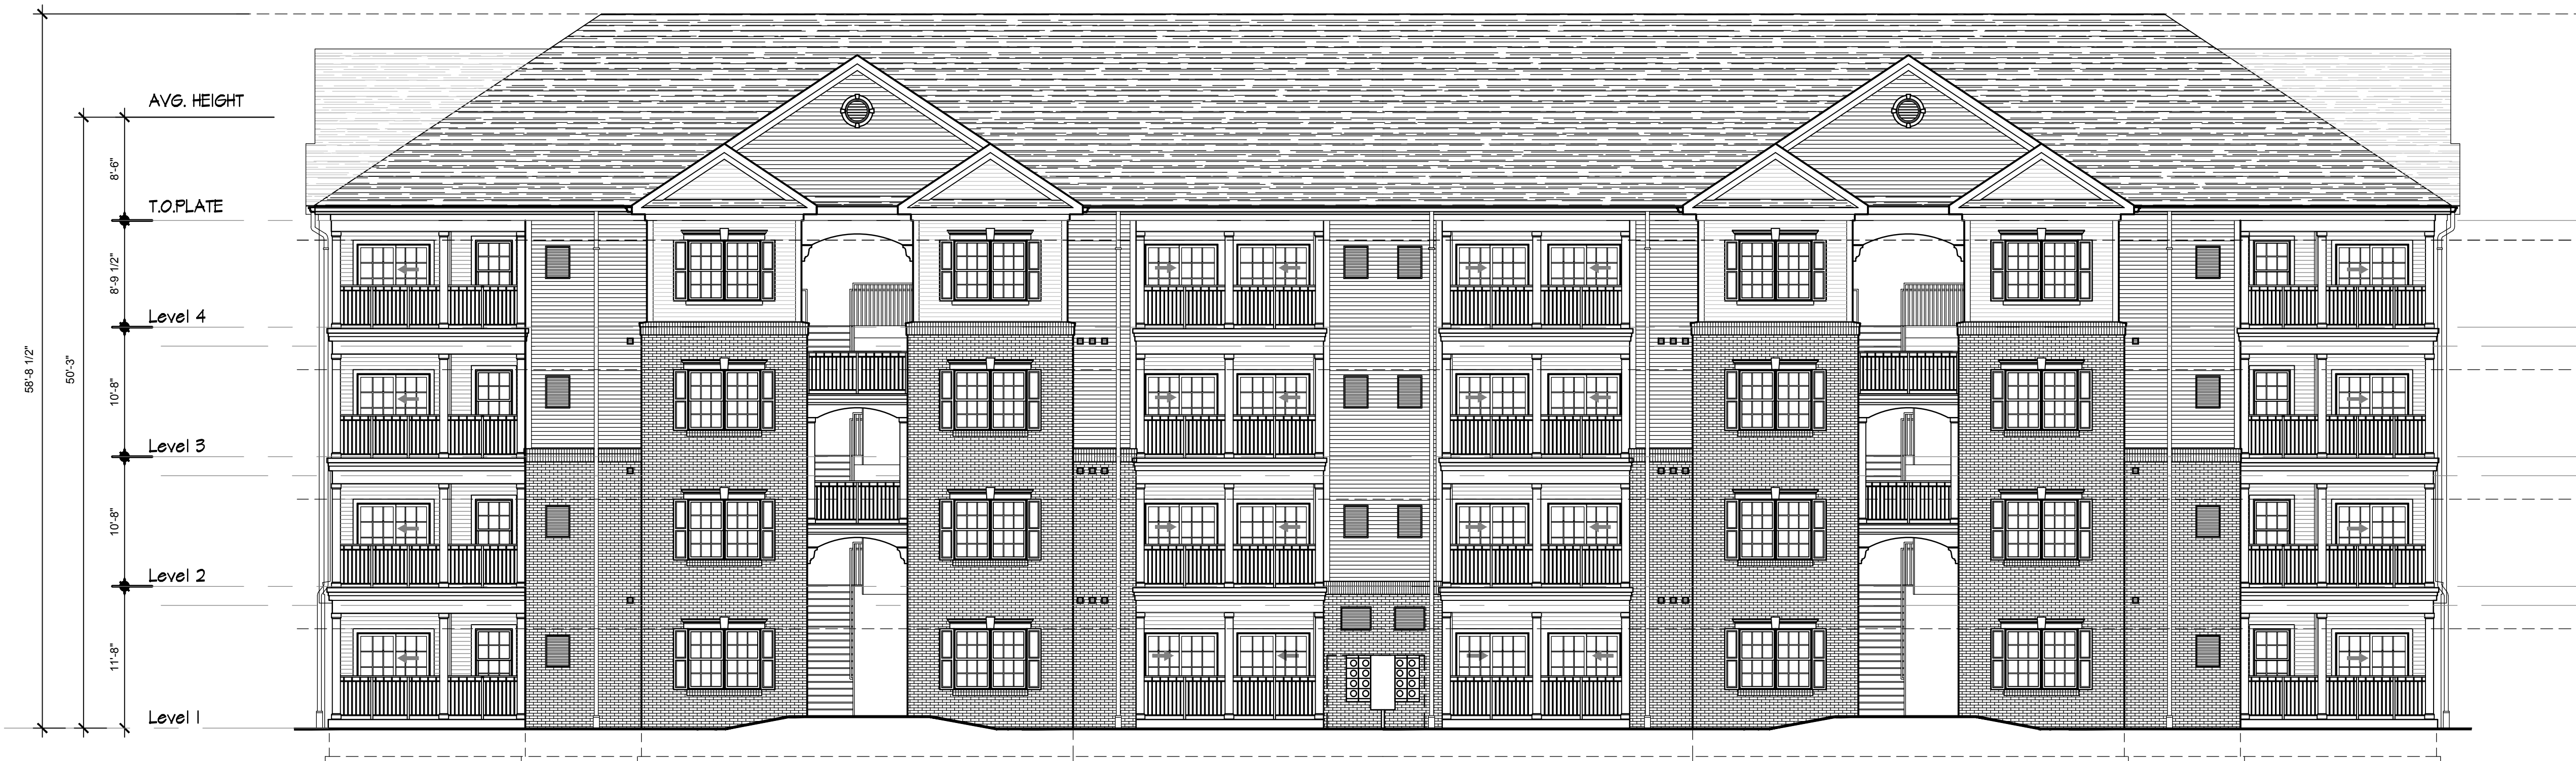 AVG. HEIGHT
8'-6"
T.O.PLATE
8'-9 1/2"
Level 4
58'-8 1/2"
50'-3"
10'-8"
Level 3
10'-8"
Level 2
11'-8"
Level 1